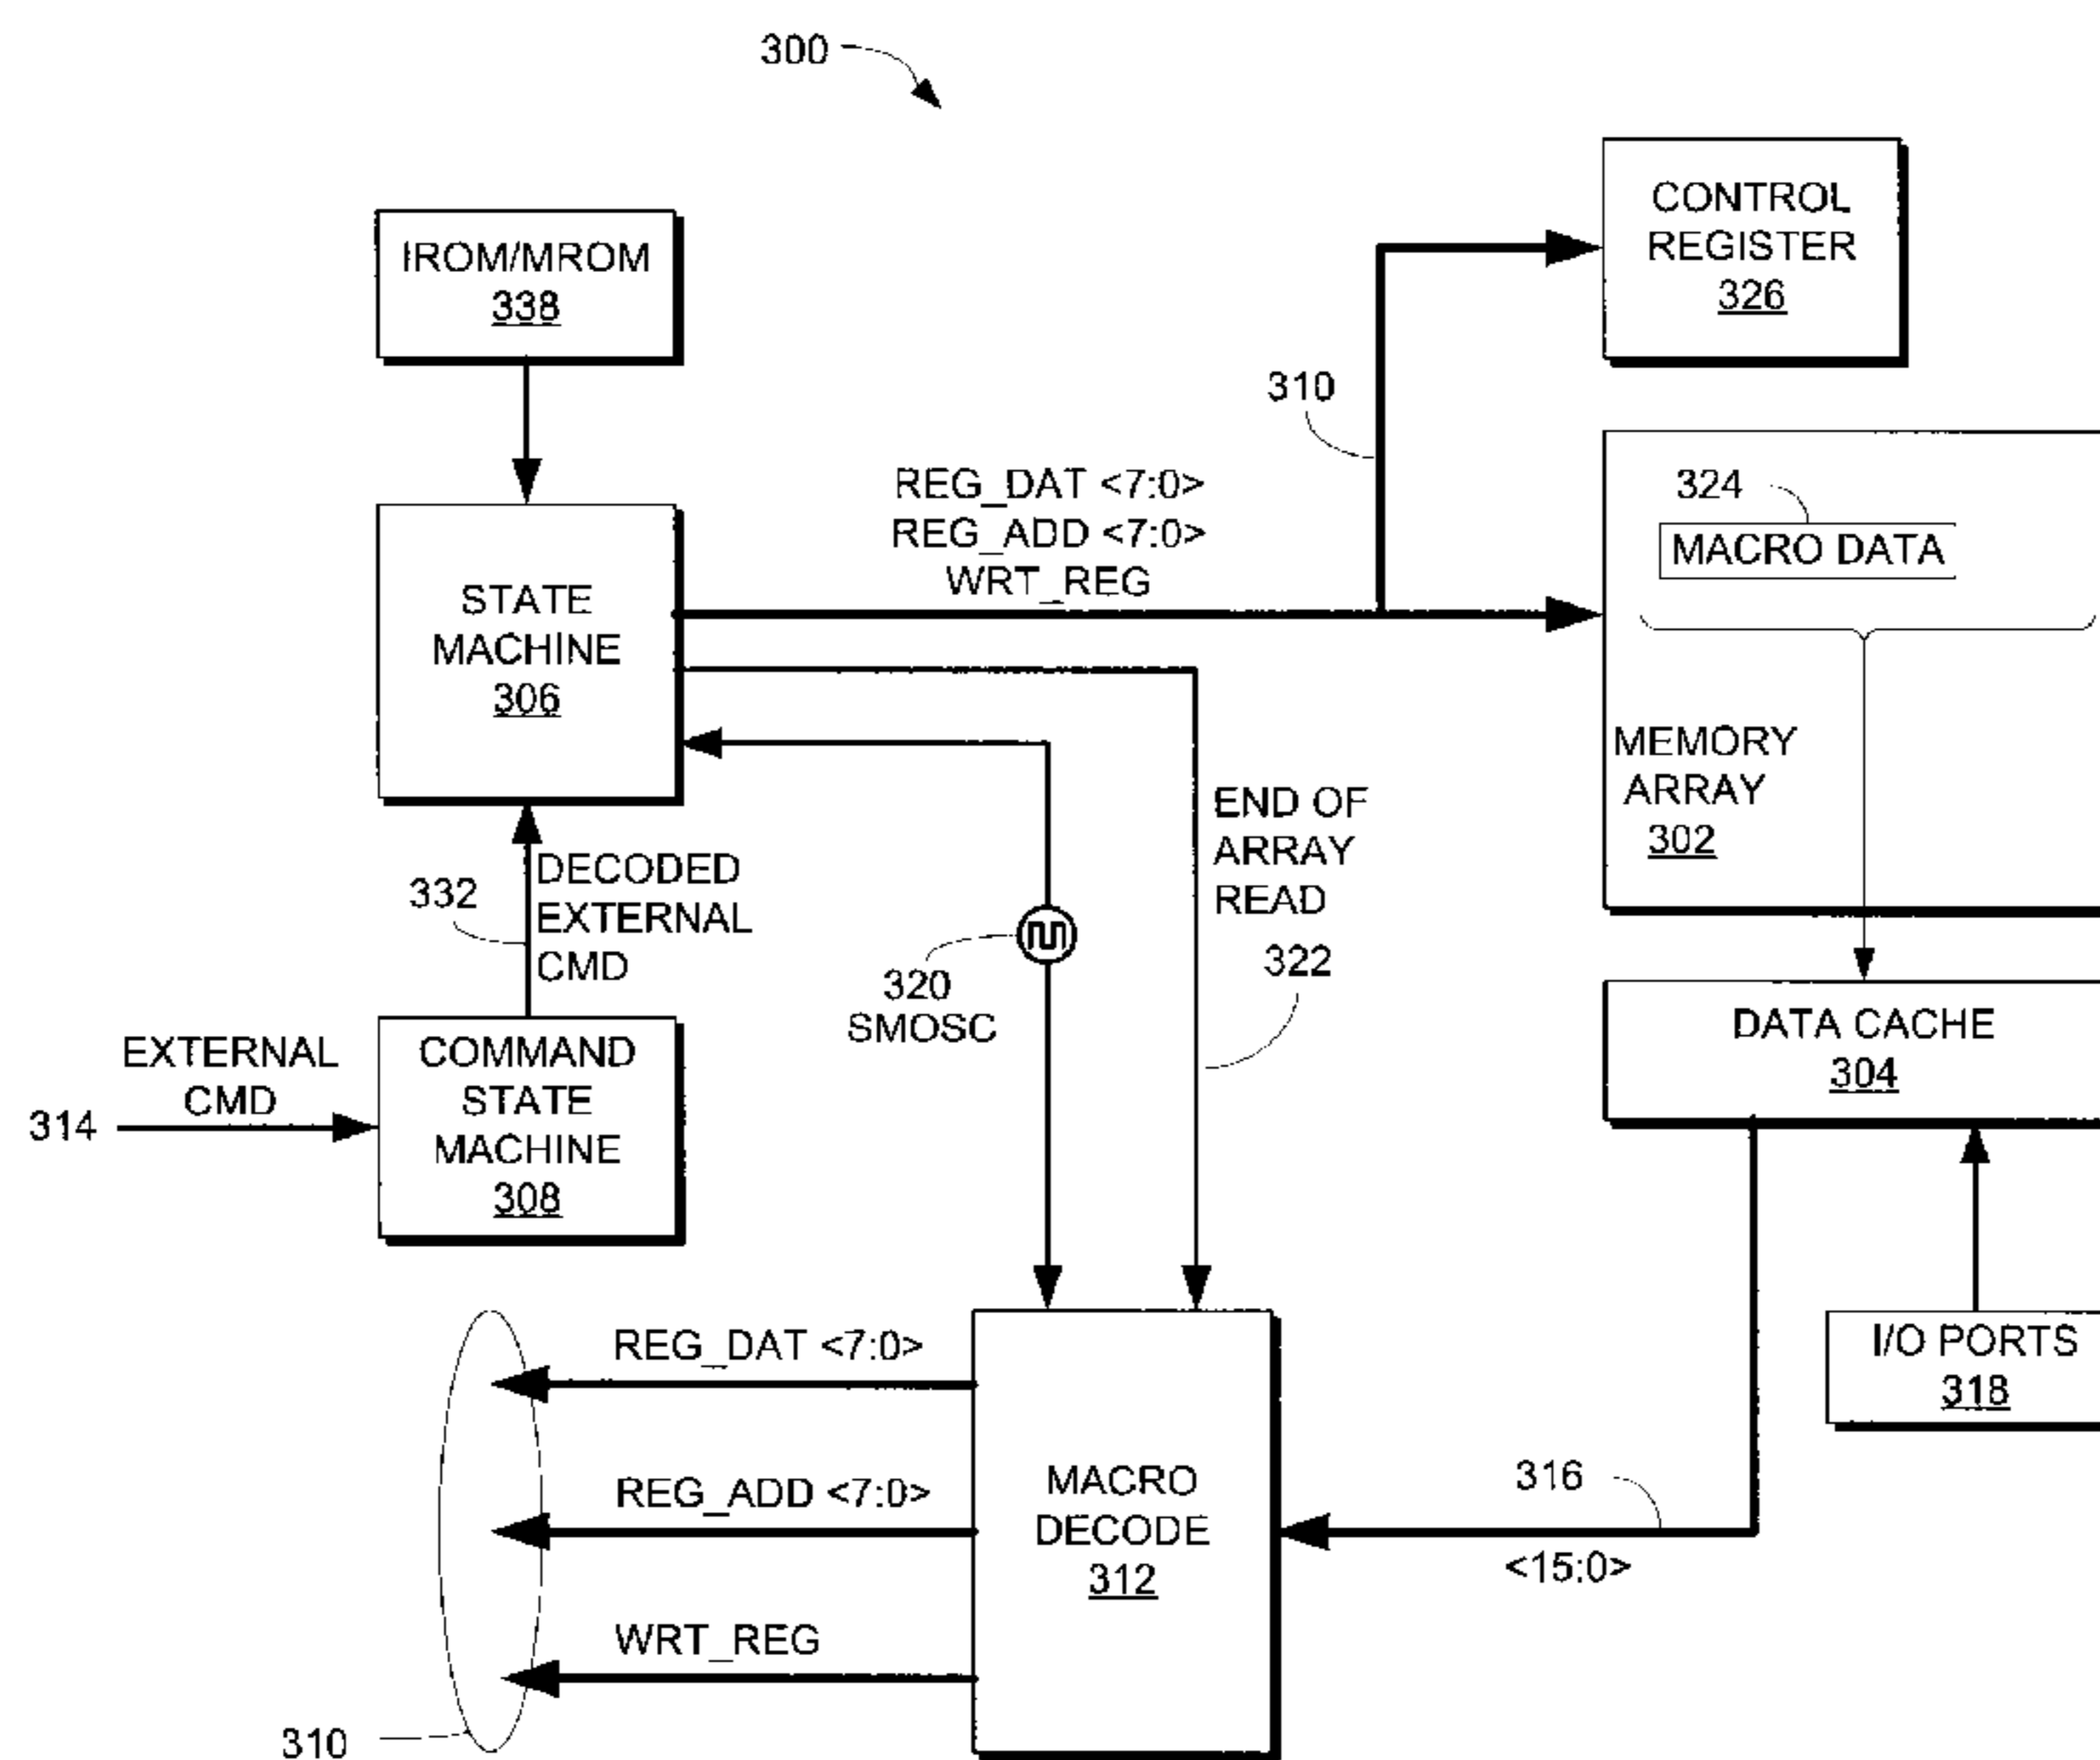 300
IROM/MROM
338
CONTROL
REGISTER
326
310
REG_DAT <7:0>
REG_ADD <7:0>
WRT_REG
324
MACRO DATA
STATE
MACHINE
306
MEMORY
ARRAY
302
END OF
ARRAY
READ
332
DECODED
EXTERNAL
CMD
320
SMOSC
322
DATA CACHE
304
EXTERNAL
CMD
314
COMMAND
STATE
MACHINE
308
I/O PORTS
318
REG_DAT <7:0>
REG_ADD <7:0>
WRT_REG
MACRO
DECODE
312
316
<15:0>
310